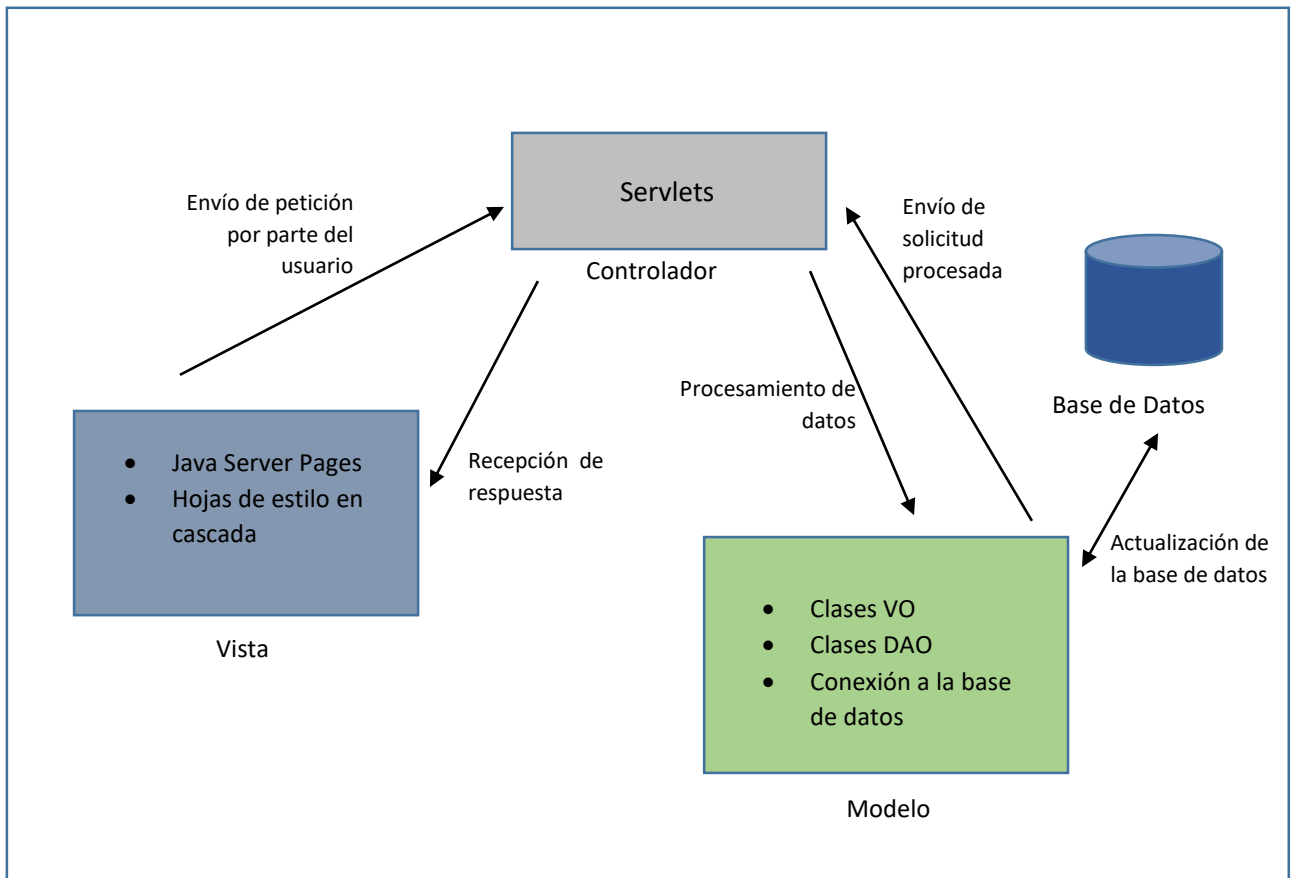 Servlets
Controlador
Envío de petición
por parte del
usuario
Envío de
solicitud
procesada
Base de Datos
Procesamiento de
datos
Recepción de
respuesta
• Java Server Pages
• Hojas de estilo en
cascada
Vista
Actualización de
la base de datos
• Clases VO
• Clases DAO
• Conexión a la base
de datos
Modelo